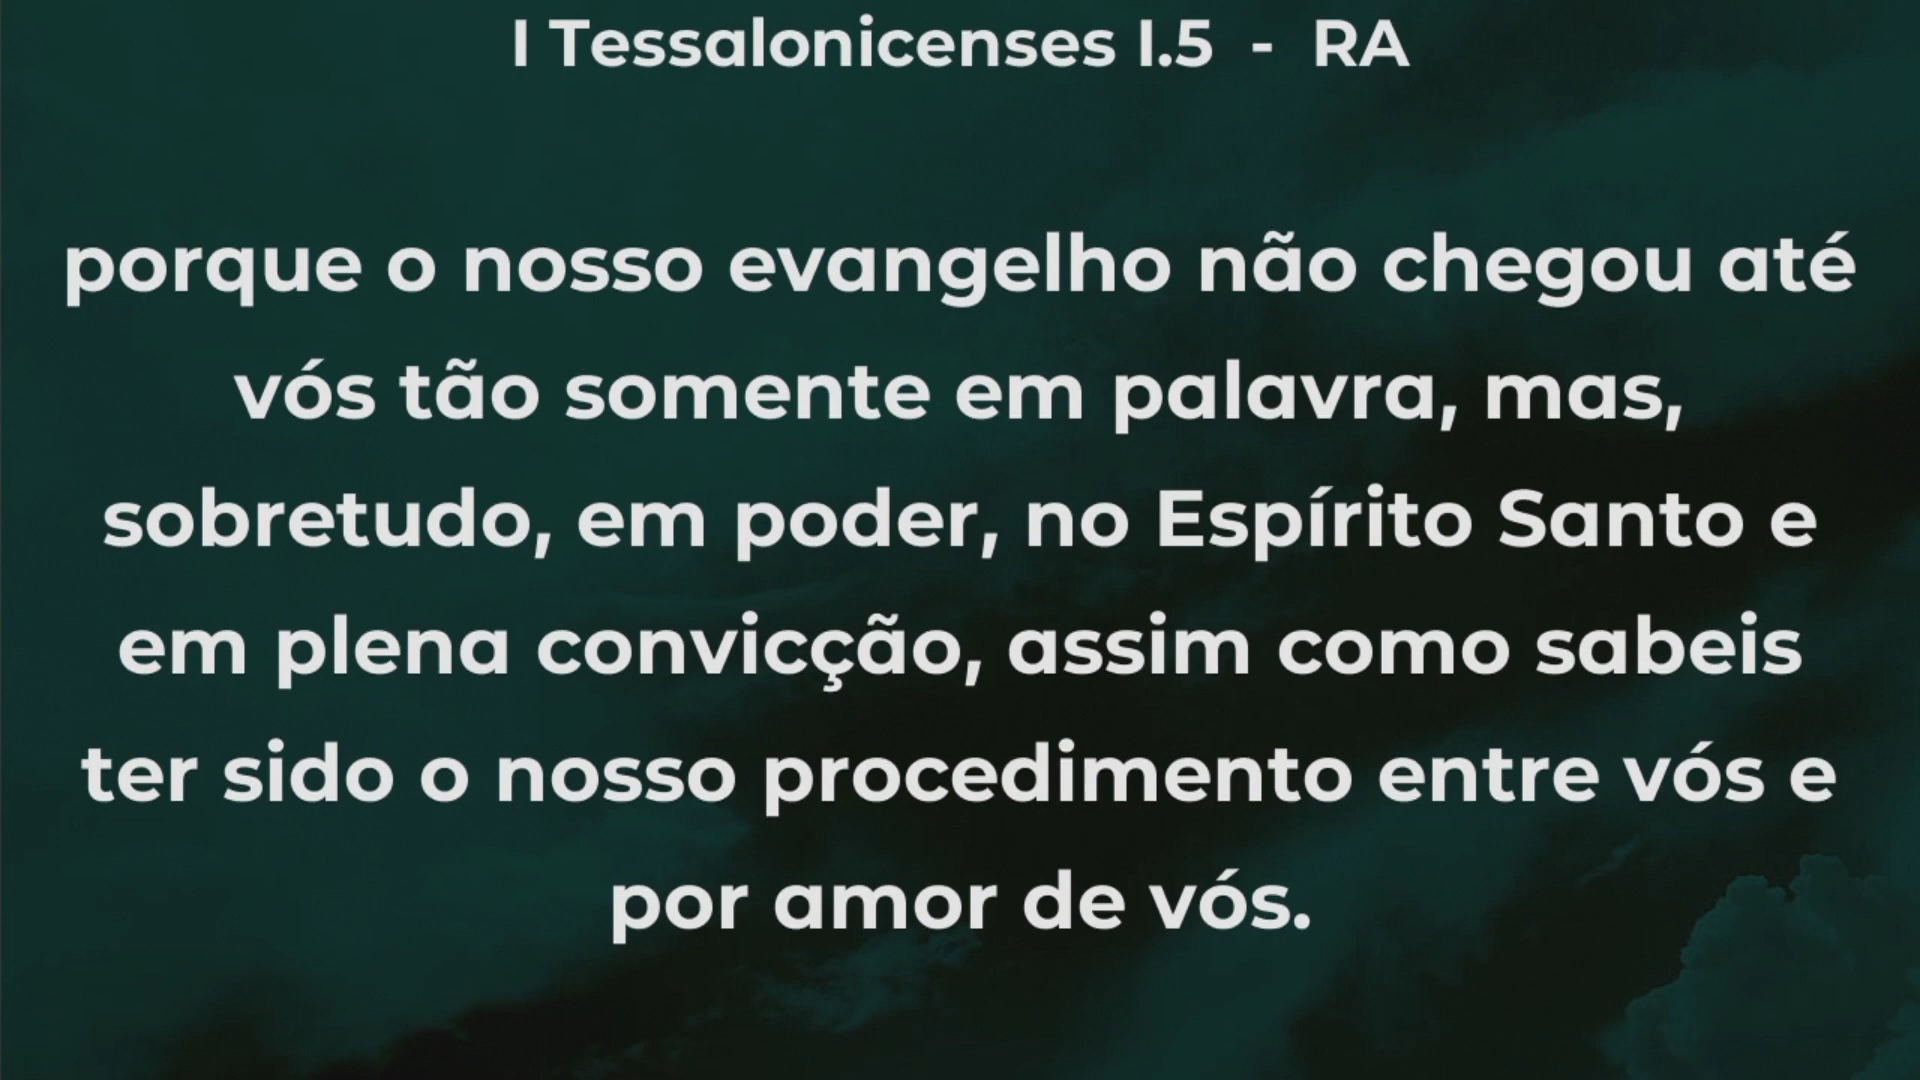 I Tessalonicenses I.5 - RA
porque o nosso evangelho não chegou até
vós tão somente em palavra, mas,
sobretudo, em poder, no Espírito Santo e
em plena convicção, assim como sabeis
ter sido o nosso procedimento entre vós e
por amor de vós.